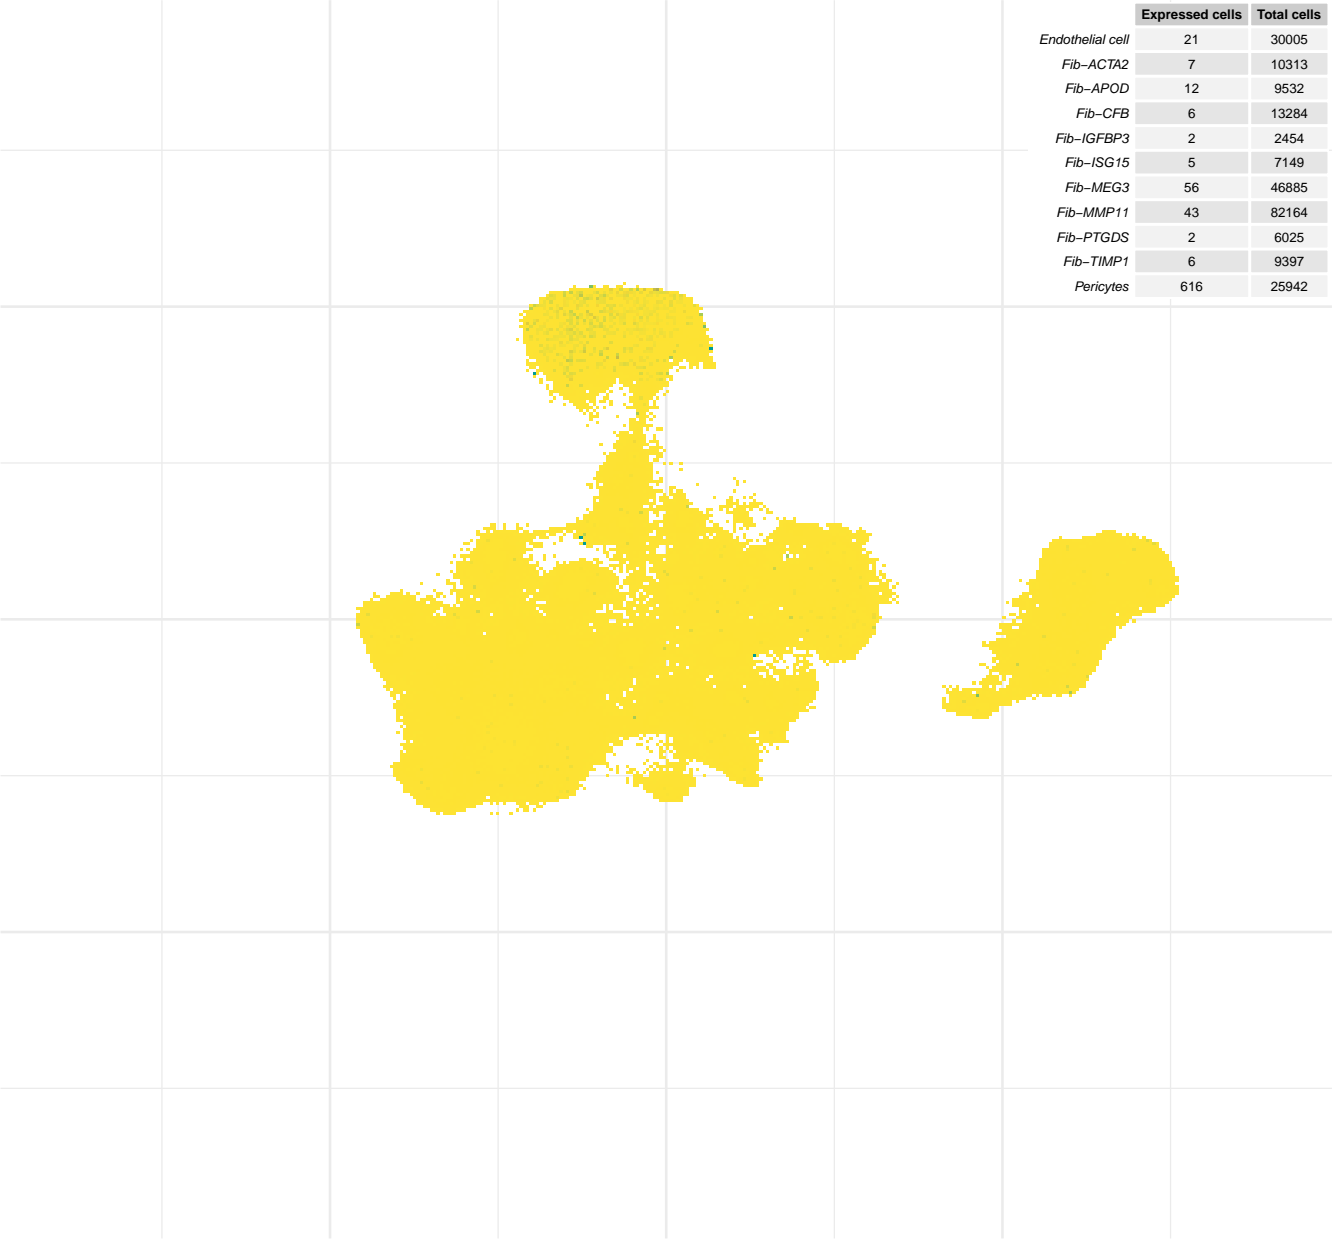 Expressed cells Total cells
Endothelial cell 21 30005
Fib−ACTA2 7 10313
Fib−APOD 12 9532
Fib−CFB 6 13284
Fib−IGFBP3 2 2454
Fib−ISG15 5 7149
Fib−MEG3 56 46885
Fib−MMP11 43 82164
Fib−PTGDS 2 6025
Fib−TIMP1 6 9397
Pericytes 616 25942